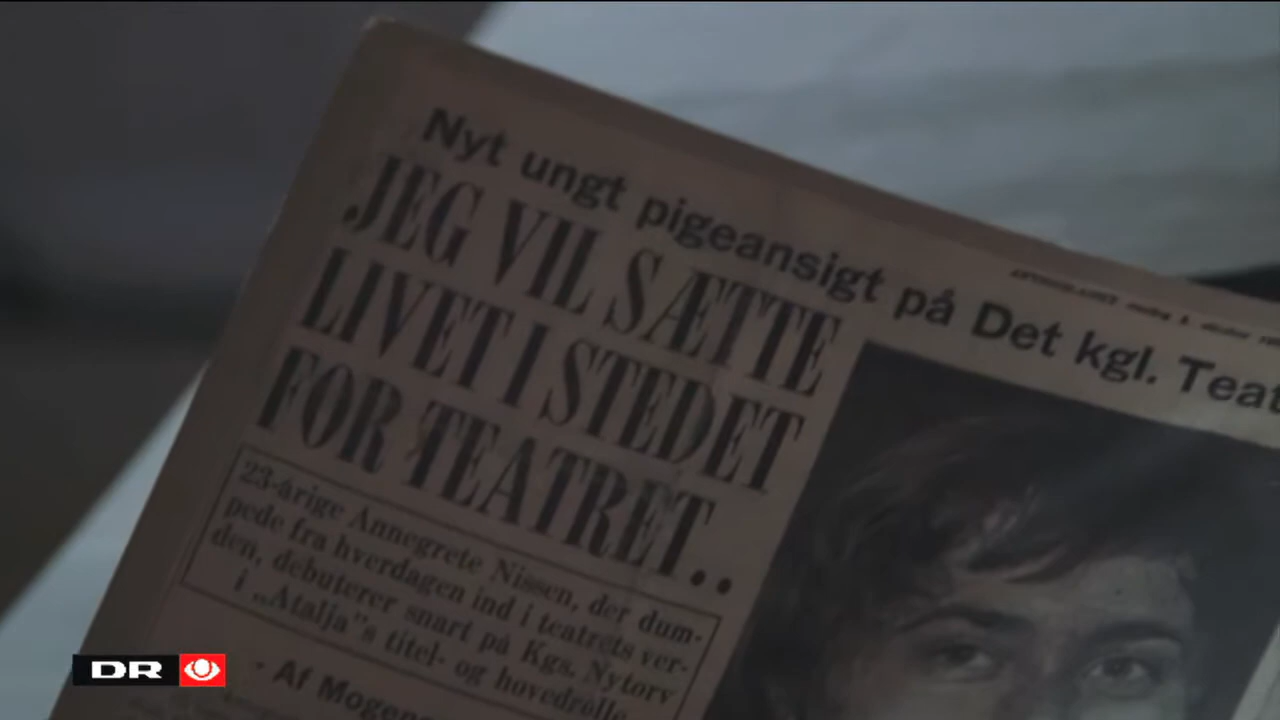 Nyt ungt pigeansigt på Det kgl. Teat
JEG VIL SÆTTE
LIVET I STEDET
FOR TEATRET..
23-årige Annegrete Nissen, der dum-
pede fra hverdagen ind i teatrets ver-
den, debuterer snart på Kgs. Nytorv
i „Atalja”s titel- og hovedrolle
- Af Mogens
DR